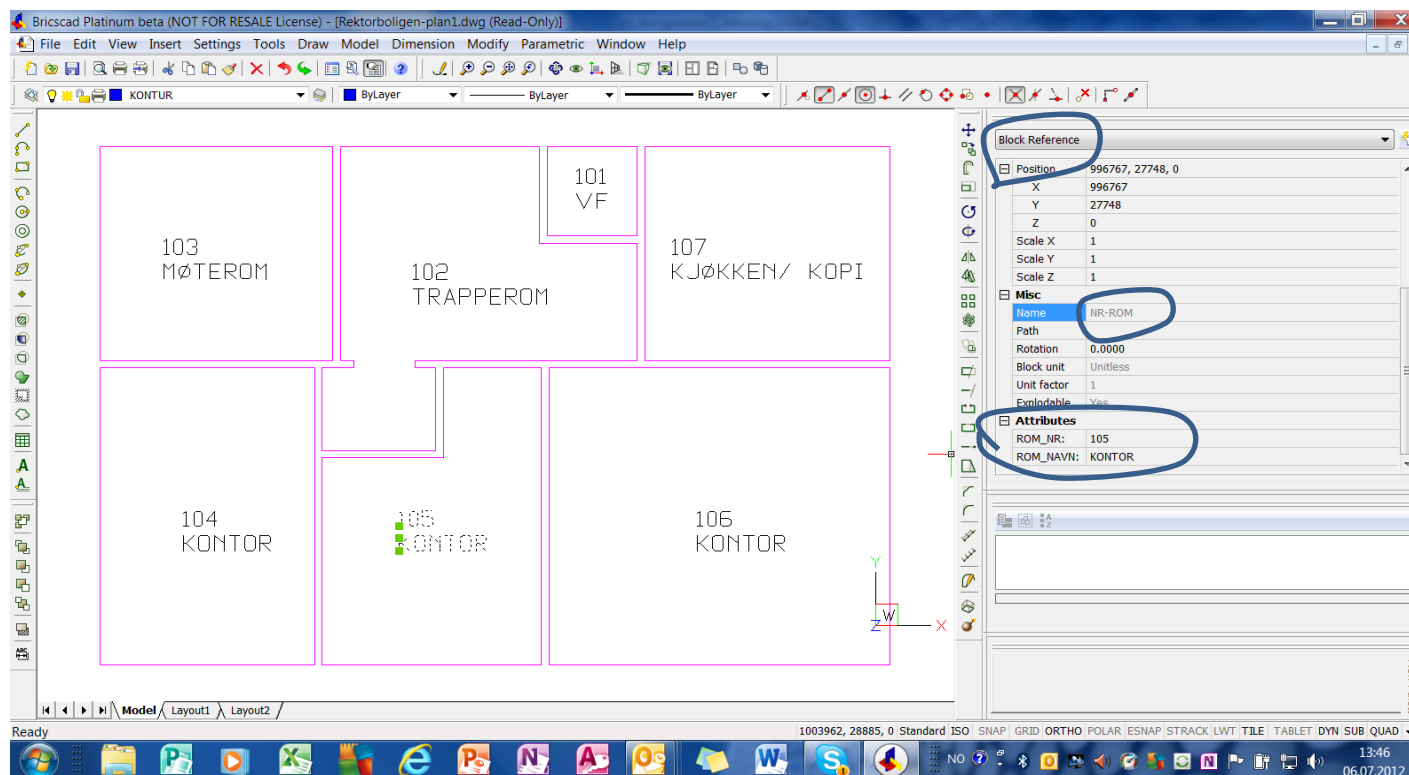 Bricscad Platinum beta (NOT FOR RESALE License) - [Rektorboligen-plan1.dwg (Read-Only)]
File Edit View Insert Settings Tools Draw Model Dimension Modify Parametric Window Help
KONTUR ByLayer ByLayer ByLayer
Block Reference
Position 996767, 27748, 0
X 996767
Y 27748
Z 0
Scale X 1
Scale Y 1
Scale Z 1
Misc
Name NR-ROM
Path
Rotation 0.0000
Block unit Unitless
Unit factor 1
Explodable Yes
Attributes
ROM_NR: 105
ROM_NAVN: KONTOR
101
VF
103
MØTEROM
102
TRAPPEROM
107
KJØKKEN/ KOPI
104
KONTOR
105
KONTOR
106
KONTOR
Y
W
Z X
Model Layout1 Layout2
Ready 1003962, 28885, 0 Standard ISO SNAP GRID ORTHO POLAR ESNAP STRACK LWT TILE TABLET DYN SUB QUAD
NO 13:46
06.07.2012